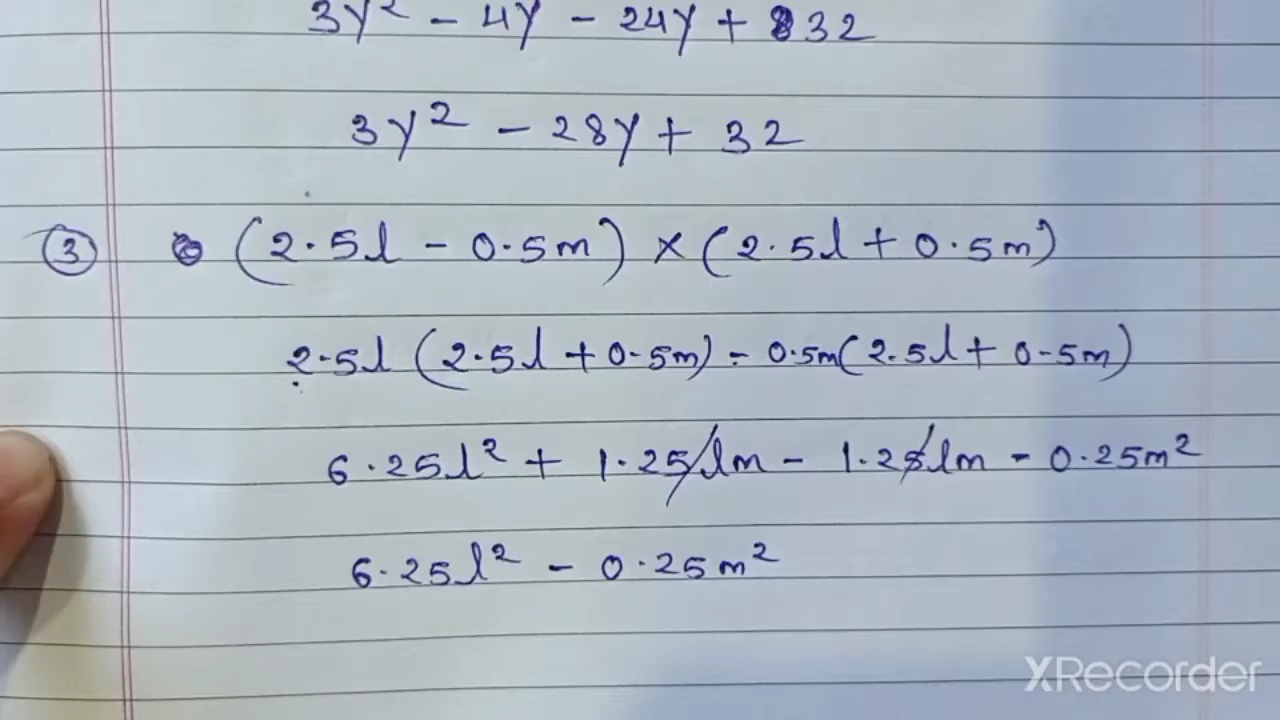 3y² - 4y - 24y + 32
3y² - 28y + 32
③ (2.5l - 0.5m) × (2.5l + 0.5m)
2.5l (2.5l + 0.5m) - 0.5m (2.5l + 0.5m)
6.25l² + 1.25lm - 1.25lm - 0.25m²
6.25l² - 0.25m²
XRecorder